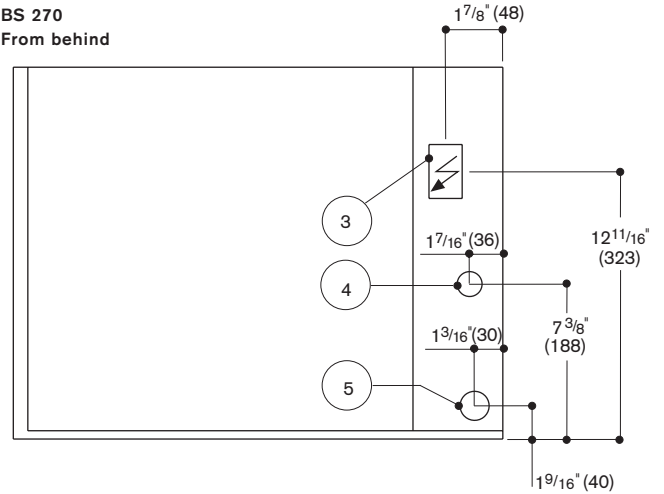 BS 270
From behind
1 7/8" (48)
3
12 11/16"
(323)
1 7/16" (36)
4
7 3/8"
(188)
1 3/16" (30)
5
1 9/16" (40)